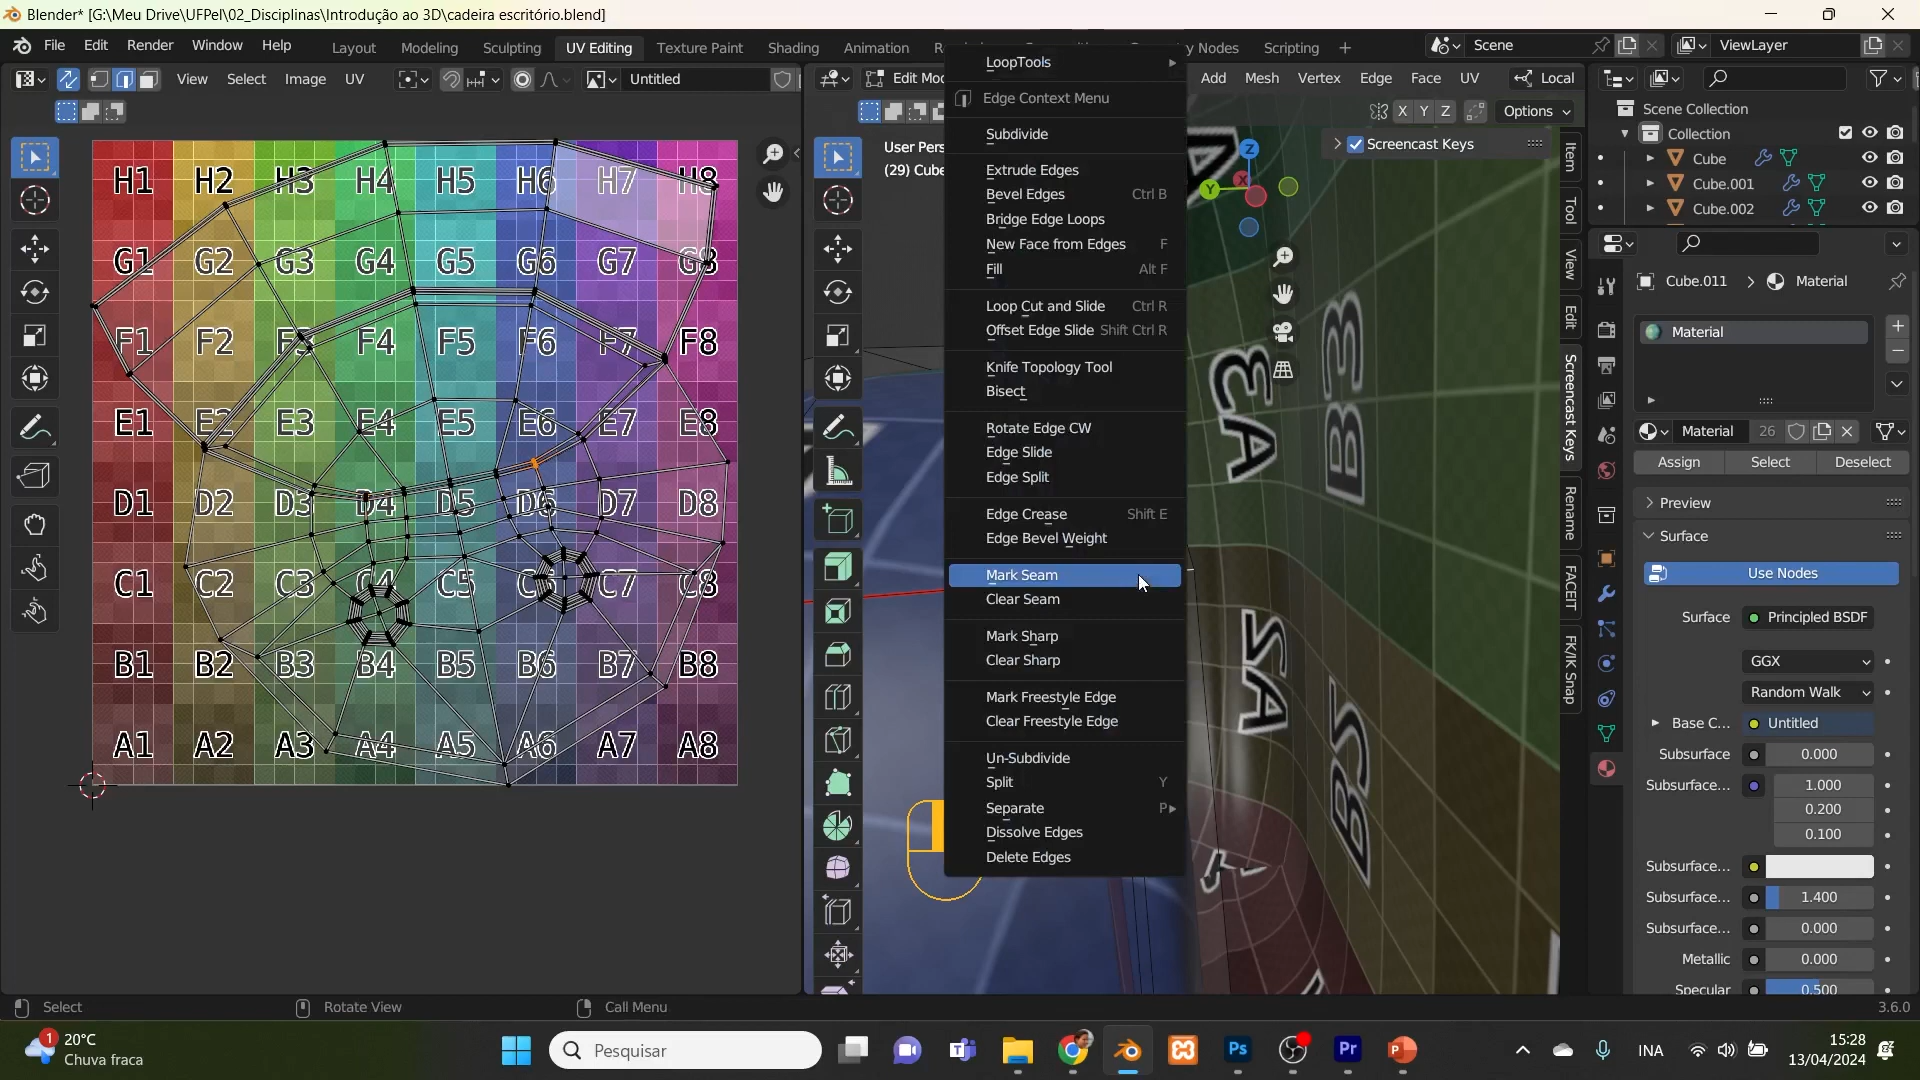 Blender* [G:\Meu Drive\UFPel\02_Disciplinas\Introdução ao 3D\cadeira escritório.blend]
File Edit Render Window Help
Layout Modeling Sculpting UV Editing Texture Paint Shading Animation
y Nodes Scripting +
Scene
ViewLayer
View Select Image UV
Untitled
Edit Mod
Add Mesh Vertex Edge Face UV
Local
X Y Z Options
User Pers
(29) Cube
Screencast Keys
LoopTools
Edge Context Menu
Subdivide
Extrude Edges
Bevel Edges Ctrl B
Bridge Edge Loops
New Face from Edges F
Fill Alt F
Loop Cut and Slide Ctrl R
Offset Edge Slide Shift Ctrl R
Knife Topology Tool
Bisect
Rotate Edge CW
Edge Slide
Edge Split
Edge Crease Shift E
Edge Bevel Weight
Mark Seam
Clear Seam
Mark Sharp
Clear Sharp
Mark Freestyle Edge
Clear Freestyle Edge
Un-Subdivide
Split Y
Separate P
Dissolve Edges
Delete Edges
H1 H2 H3 H4 H5 H6 H7 H8
G1 G2 G3 G4 G5 G6 G7 G8
F1 F2 F3 F4 F5 F6 F7 F8
E1 E2 E3 E4 E5 E6 E7 E8
D1 D2 D3 D4 D5 D6 D7 D8
C1 C2 C3 C4 C5 C6 C7 C8
B1 B2 B3 B4 B5 B6 B7 B8
A1 A2 A3 A4 A5 A6 A7 A8
Z
Y
X
Item
Tool
View
Edit
Screencast Keys
Rename
FACEIT
FK/IK Snap
Scene Collection
Collection
Cube
Cube.001
Cube.002
Cube.011 > Material
Material
Material 26
Assign Select Deselect
Preview
Surface
Use Nodes
Surface Principled BSDF
GGX
Random Walk
Base C... Untitled
Subsurface 0.000
Subsurface... 1.000
0.200
0.100
Subsurface...
Subsurface... 1.400
Subsurface... 0.000
Metallic 0.000
Specular 0.500
Select Rotate View Call Menu
3.6.0
1
20°C
Chuva fraca
Pesquisar
Ps
Pr
INA
15:28
13/04/2024